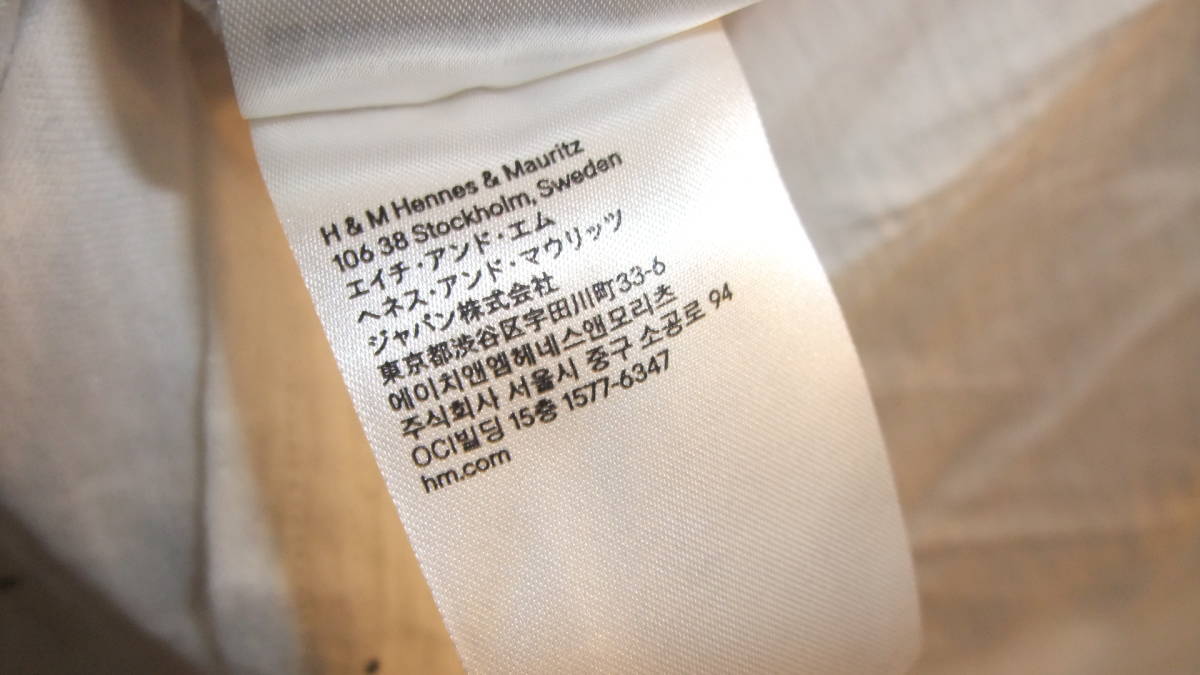 H & M Hennes & Mauritz
106 38 Stockholm, Sweden
エイチ・アンド・エム
ヘネス・アンド・マウリッツ
ジャパン株式会社
東京都渋谷区宇田川町33-6
에이치앤엠헤네스앤모리츠
주식회사 서울시 중구 소공로 94
OCI빌딩 15층 1577-6347
hm.com